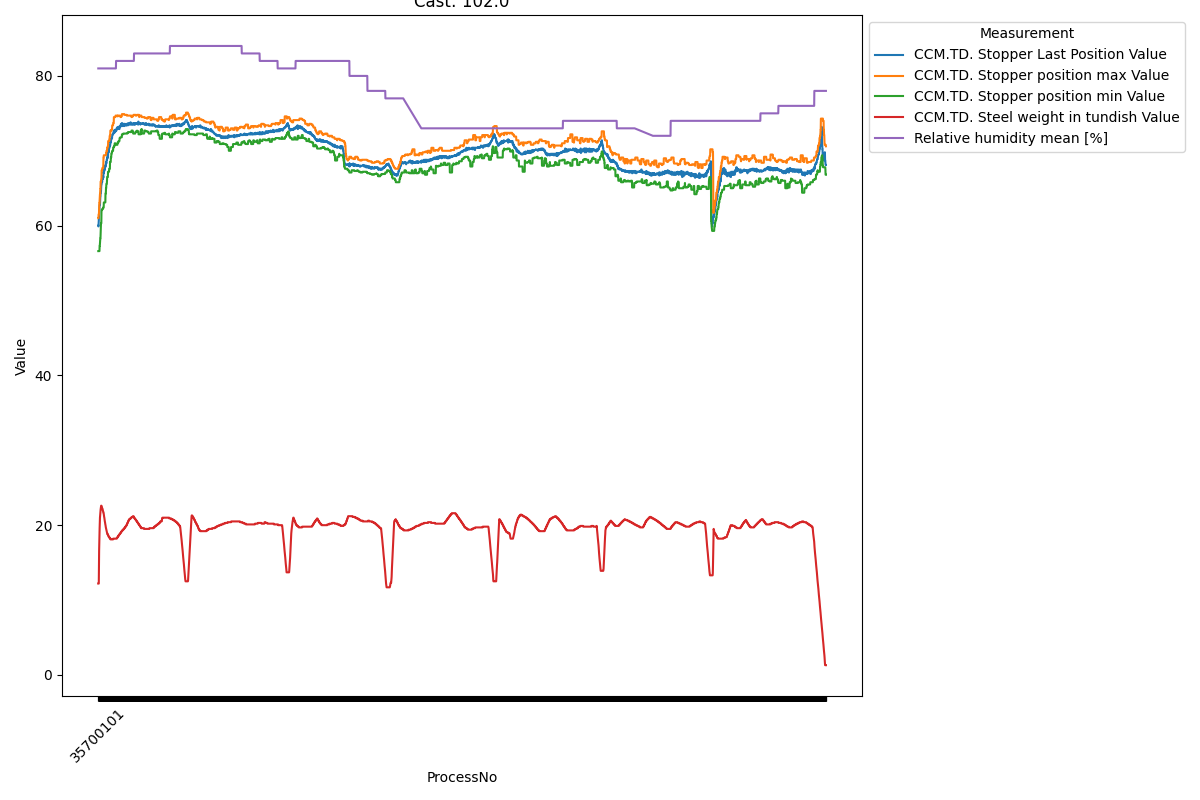 Cast: 102.0
Measurement
CCM.TD. Stopper Last Position Value
CCM.TD. Stopper position max Value
CCM.TD. Stopper position min Value
CCM.TD. Steel weight in tundish Value
Relative humidity mean [%]
80
60
40
20
0
Value
35700101
ProcessNo